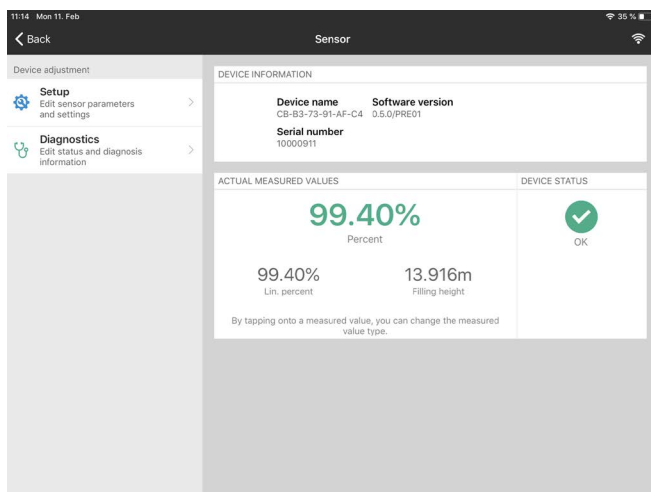 11:14 Mon 11. Feb
35 %
Back
Sensor
Device adjustment
Setup
Edit sensor parameters
and settings
Diagnostics
Edit status and diagnosis
information
DEVICE INFORMATION
Device name
CB-B3-73-91-AF-C4
Software version
0.5.0/PRE01
Serial number
10000911
ACTUAL MEASURED VALUES
99.40%
Percent
99.40%
Lin. percent
13.916m
Filling height
By tapping onto a measured value, you can change the measured
value type.
DEVICE STATUS
OK